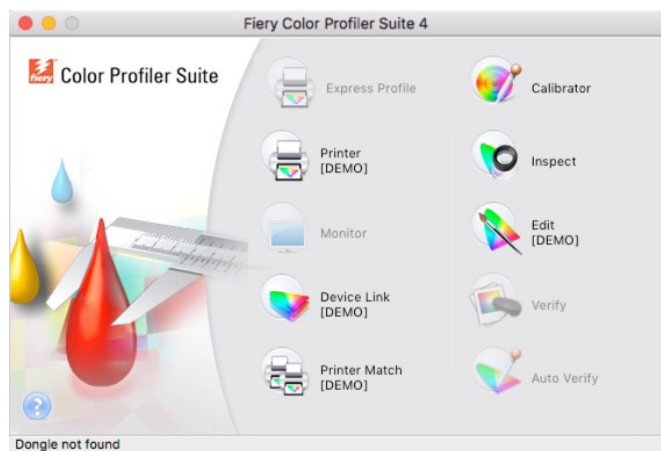 Fiery Color Profiler Suite 4
fiery
Color Profiler Suite
Express Profile
Calibrator
Printer
[DEMO]
Inspect
Monitor
Edit
[DEMO]
Device Link
[DEMO]
Verify
Printer Match
[DEMO]
Auto Verify
?
Dongle not found